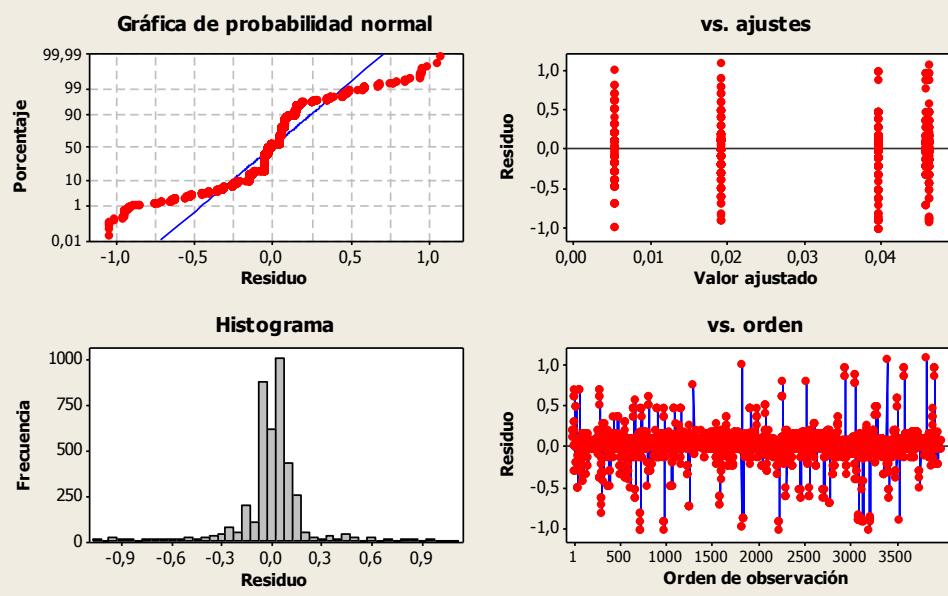 Gráfica de probabilidad normal
99,99
99
90
50
10
1
0,01
Porcentaje
-1,0 -0,5 0,0 0,5 1,0
Residuo
vs. ajustes
1,0
0,5
0,0
-0,5
-1,0
Residuo
0,00 0,01 0,02 0,03 0,04
Valor ajustado
Histograma
1000
750
500
250
0
Frecuencia
-0,9 -0,6 -0,3 0,0 0,3 0,6 0,9
Residuo
vs. orden
1,0
0,5
0,0
-0,5
-1,0
Residuo
1 500 1000 1500 2000 2500 3000 3500
Orden de observación